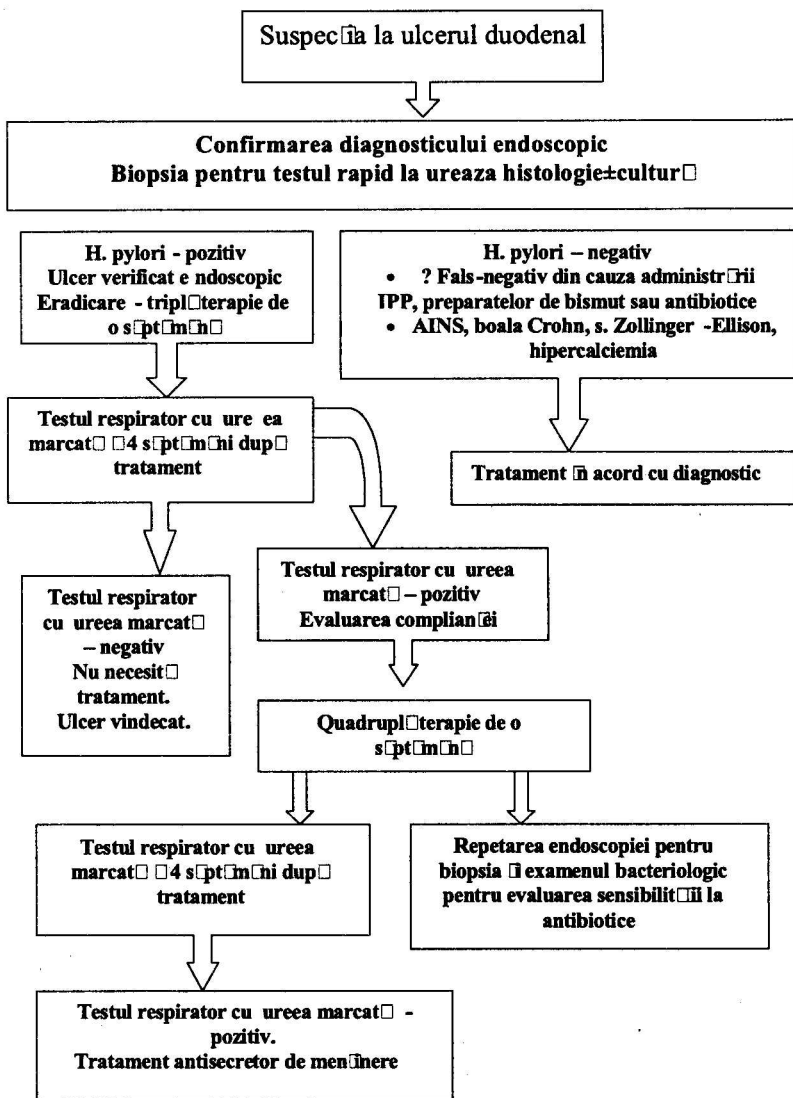 Suspec□ia la ulcerul duodenal
Confirmarea diagnosticului endoscopic
Biopsia pentru testul rapid la ureaza histologie±cultur□
H. pylori - pozitiv
Ulcer verificat e ndoscopic
Eradicare - tripl□terapie de
o s□pt□m□n□
H. pylori – negativ
• ? Fals-negativ din cauza administr□rii
IPP, preparatelor de bismut sau antibiotice
• AINS, boala Crohn, s. Zollinger -Ellison,
hipercalciemia
Testul respirator cu ure ea
marcat□ □4 s□pt□m□ni dup□
tratament
Tratament □n acord cu diagnostic
Testul respirator
cu ureea marcat□
– negativ
Nu necesit□
tratament.
Ulcer vindecat.
Testul respirator cu ureea
marcat□ – pozitiv
Evaluarea complian□ei
Quadrupl□terapie de o
s□pt□m□n□
Testul respirator cu ureea
marcat□ □4 s□pt□m□ni dup□
tratament
Repetarea endoscopiei pentru
biopsia □i examenul bacteriologic
pentru evaluarea sensibilit□□ii la
antibiotice
Testul respirator cu ureea marcat□ -
pozitiv.
Tratament antisecretor de men□inere